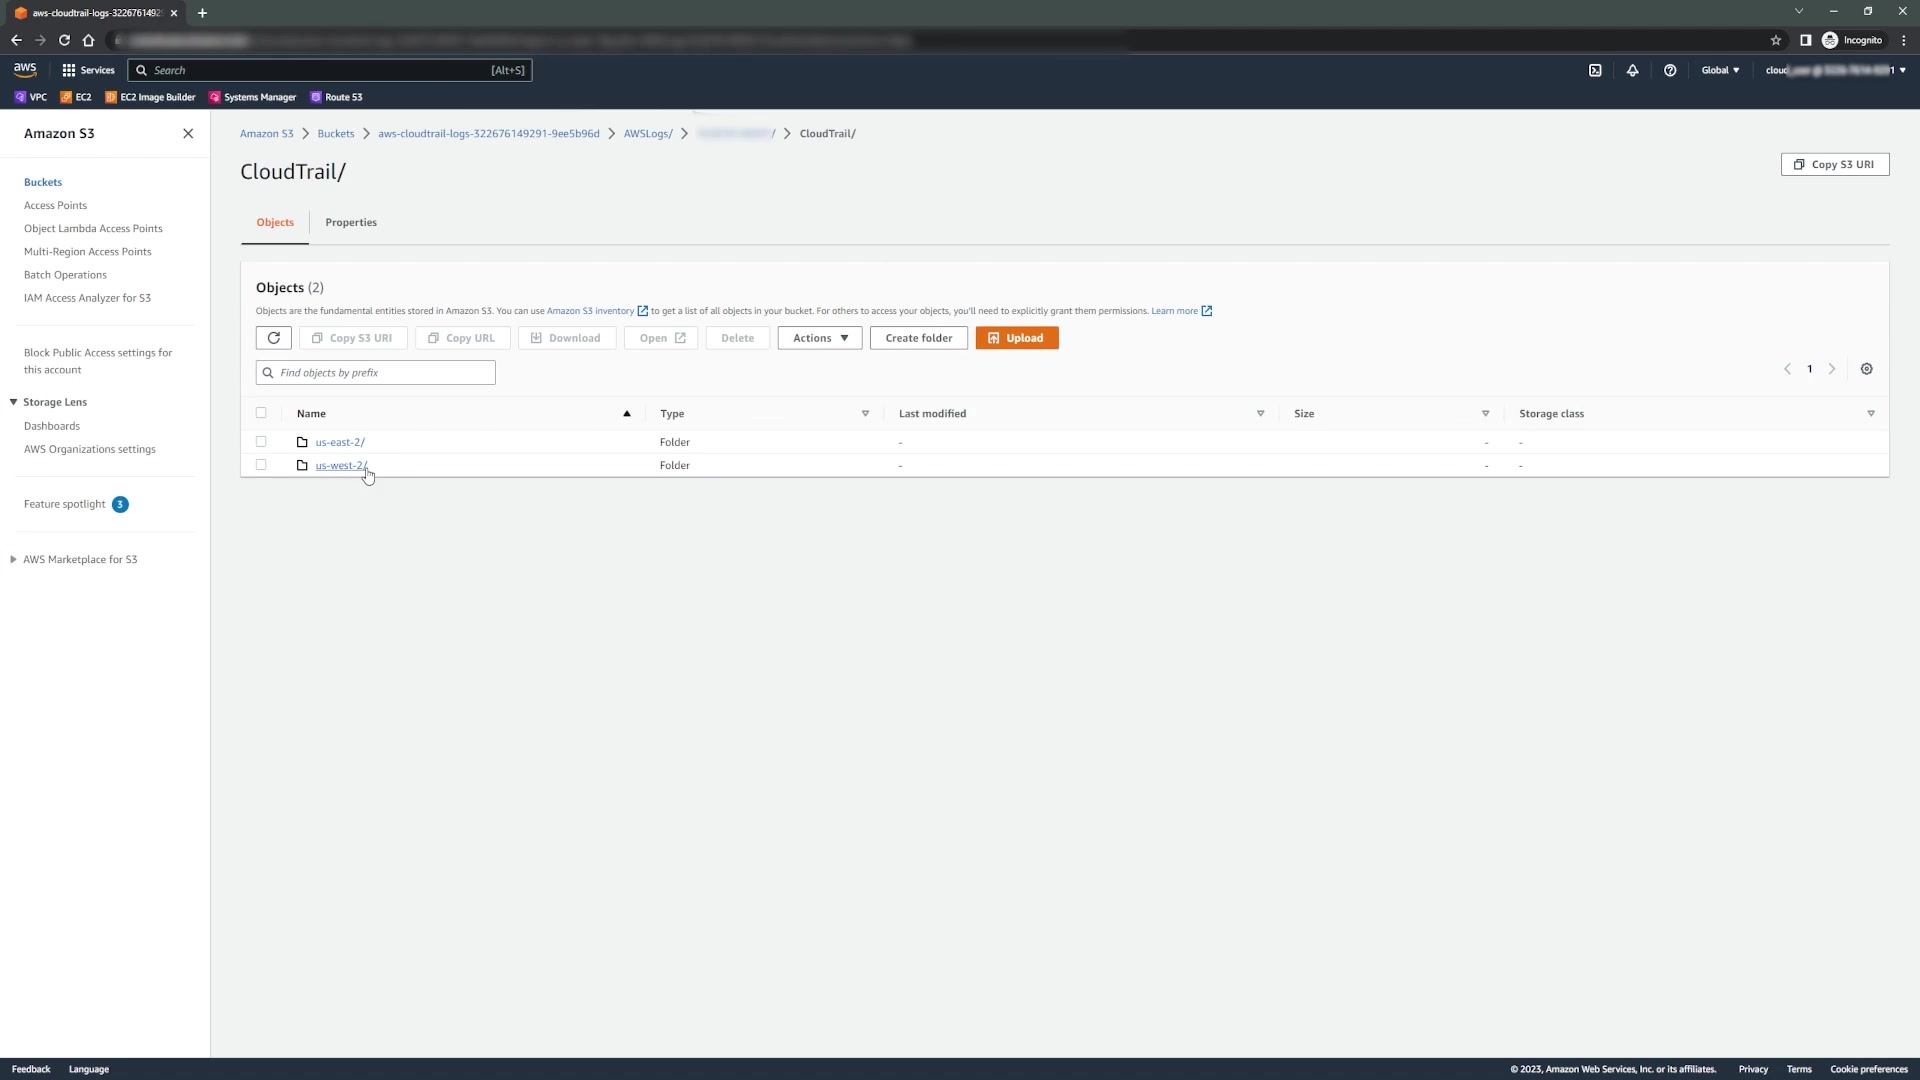 aws-cloudtrail-logs-3226761492
Incognito
aws
Services
Search
[Alt+S]
Global
cloud
VPC
EC2
EC2 Image Builder
Systems Manager
Route 53
Amazon S3
Buckets
Access Points
Object Lambda Access Points
Multi-Region Access Points
Batch Operations
IAM Access Analyzer for S3
Block Public Access settings for
this account
Storage Lens
Dashboards
AWS Organizations settings
Feature spotlight 3
AWS Marketplace for S3
Amazon S3 > Buckets > aws-cloudtrail-logs-322676149291-9ee5b96d > AWSLogs/ > / > CloudTrail/
CloudTrail/
Copy S3 URI
Objects
Properties
Objects (2)
Objects are the fundamental entities stored in Amazon S3. You can use Amazon S3 inventory to get a list of all objects in your bucket. For others to access your objects, you'll need to explicitly grant them permissions. Learn more
Copy S3 URI
Copy URL
Download
Open
Delete
Actions
Create folder
Upload
Find objects by prefix
1
Name
Type
Last modified
Size
Storage class
us-east-2/
Folder
-
-
-
us-west-2/
Folder
-
-
-
Feedback
Language
© 2023, Amazon Web Services, Inc. or its affiliates.
Privacy
Terms
Cookie preferences